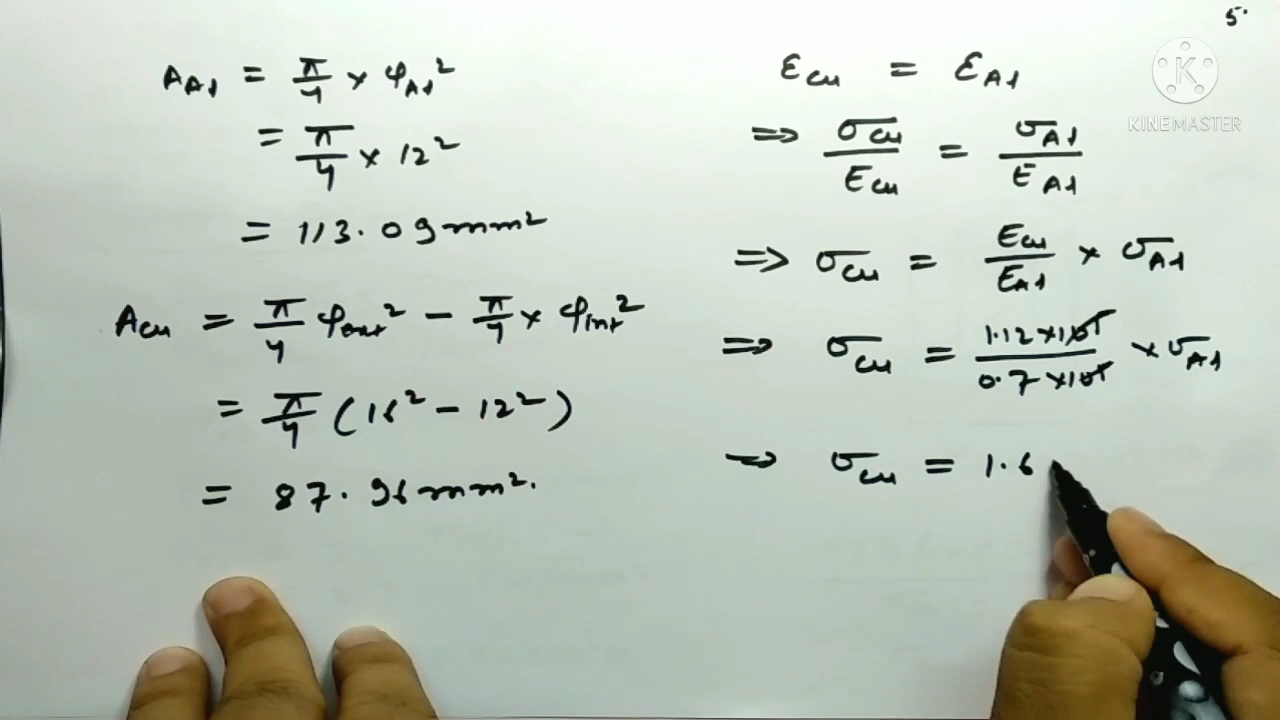 5.
K
KINEMASTER
A_Al = π/4 × φ_Al²
= π/4 × 12²
= 113.09 mm²
A_Cu = π/4 φ_ext² − π/4 × φ_int²
= π/4 (16² − 12²)
= 87.96 mm².
ε_Cu = ε_Al
⇒ σ_Cu/E_Cu = σ_Al/E_Al
⇒ σ_Cu = E_Cu/E_Al × σ_Al
⇒ σ_Cu = 1.12×10⁵/0.7×10⁵ × σ_Al
⇒ σ_Cu = 1.6